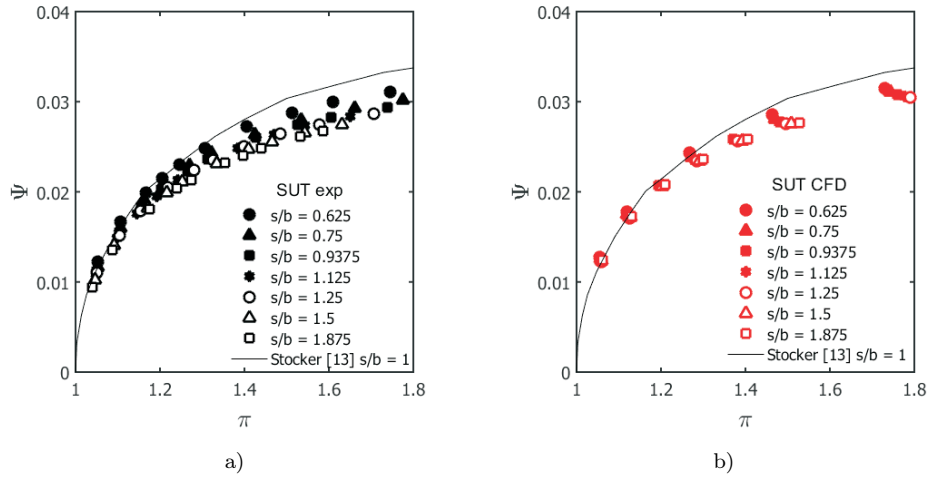 0.04
0.03
0.02
0.01
0
Ψ
SUT exp
s/b = 0.625
s/b = 0.75
s/b = 0.9375
s/b = 1.125
s/b = 1.25
s/b = 1.5
s/b = 1.875
Stocker [13] s/b = 1
1 1.2 1.4 1.6 1.8
π
a)
0.04
0.03
0.02
0.01
0
Ψ
SUT CFD
s/b = 0.625
s/b = 0.75
s/b = 0.9375
s/b = 1.125
s/b = 1.25
s/b = 1.5
s/b = 1.875
Stocker [13] s/b = 1
1 1.2 1.4 1.6 1.8
π
b)